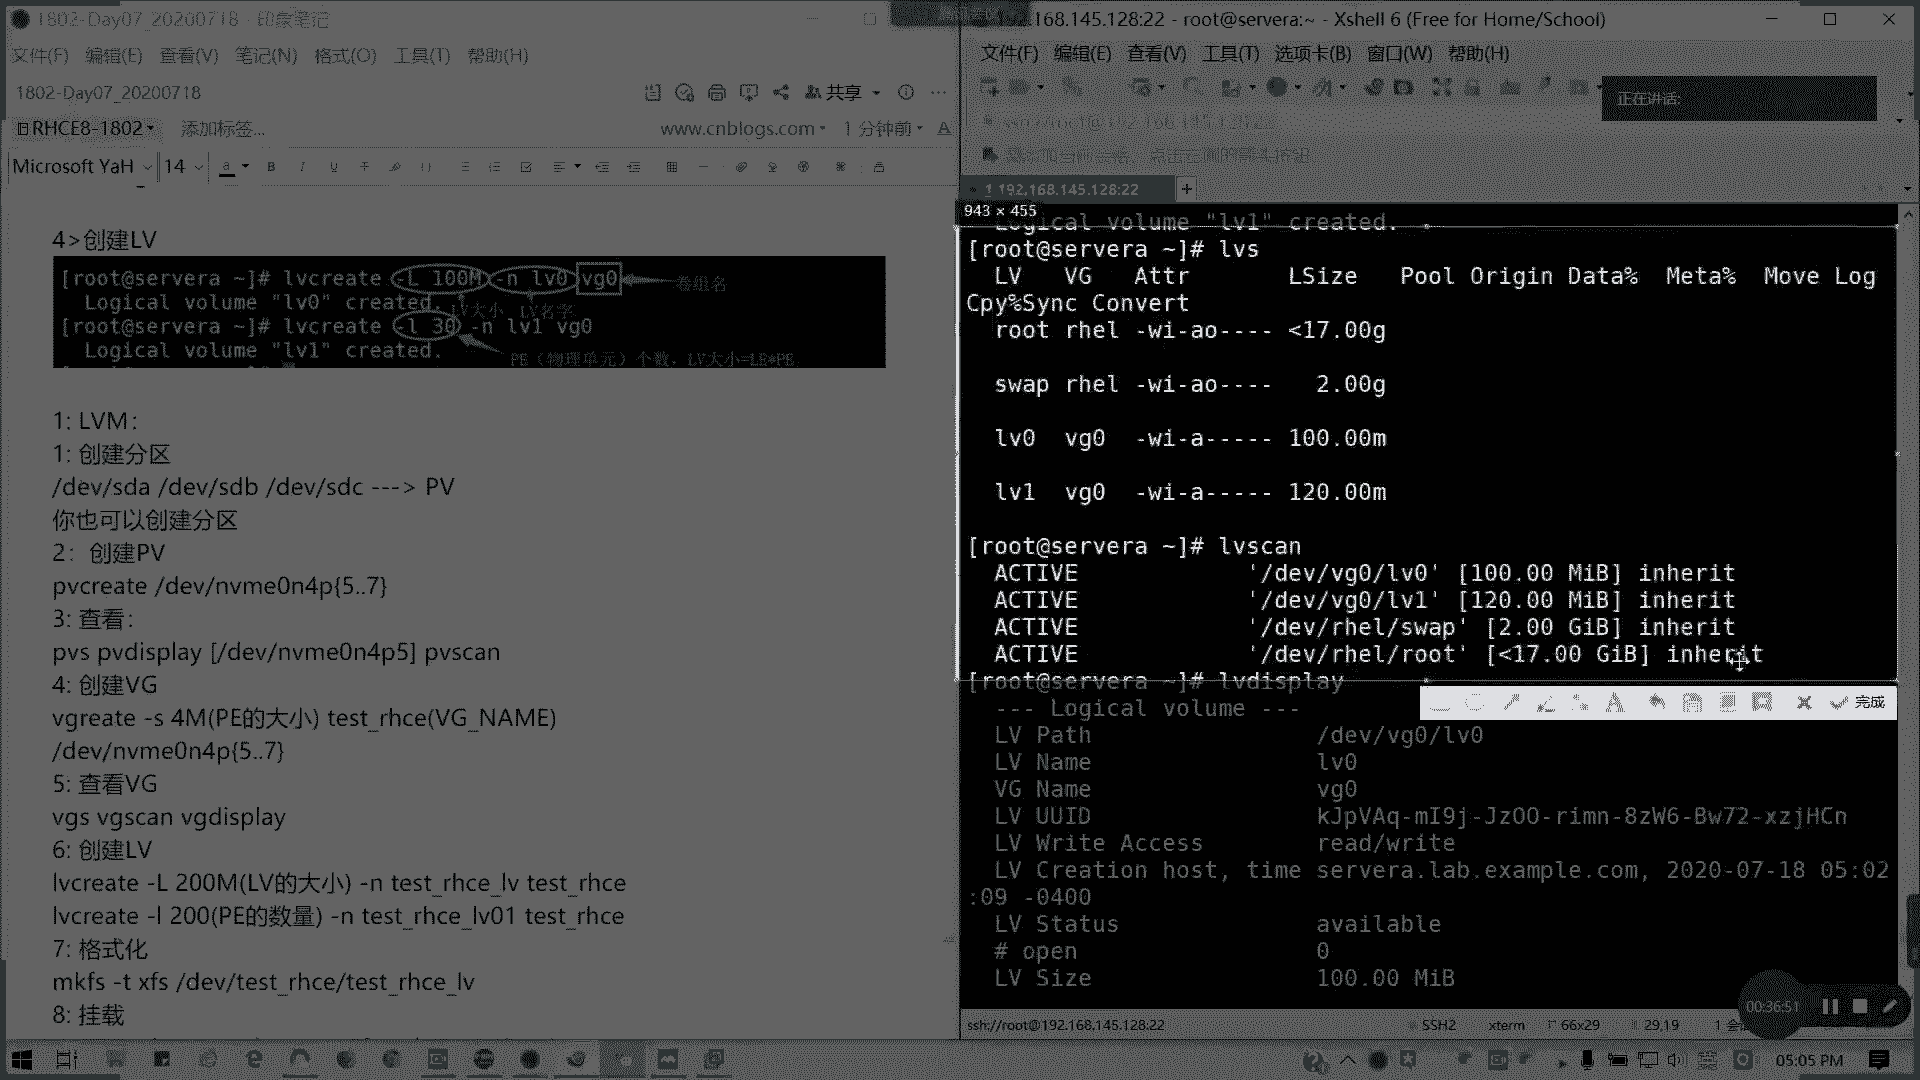 1802-Day07_20200718 - 印象笔记
文件(F) 编辑(E) 查看(V) 笔记(N) 格式(O) 工具(T) 帮助(H)
1802-Day07_20200718
共享
RHCE8-1802
添加标签...
www.cnblogs.com
1 分钟前
Microsoft YaH 14
4>创建LV
[root@servera ~]# lvcreate -L 100M -n lv0 vg0
卷组名
Logical volume "lv0" created.
LV大小 LV名字
[root@servera ~]# lvcreate -l 30 -n lv1 vg0
Logical volume "lv1" created.
PE（物理单元）个数，LV大小=LE*PE
1: LVM：
1: 创建分区
/dev/sda /dev/sdb /dev/sdc ---> PV
你也可以创建分区
2：创建PV
pvcreate /dev/nvme0n4p{5..7}
3: 查看：
pvs pvdisplay [/dev/nvme0n4p5] pvscan
4: 创建VG
vgreate -s 4M(PE的大小) test_rhce(VG_NAME)
/dev/nvme0n4p{5..7}
5: 查看VG
vgs vgscan vgdisplay
6: 创建LV
lvcreate -L 200M(LV的大小) -n test_rhce_lv test_rhce
lvcreate -l 200(PE的数量) -n test_rhce_lv01 test_rhce
7: 格式化
mkfs -t xfs /dev/test_rhce/test_rhce_lv
8: 挂载
.168.145.128:22 - root@servera:~ - Xshell 6 (Free for Home/School)
文件(F) 编辑(E) 查看(V) 工具(T) 选项卡(B) 窗口(W) 帮助(H)
正在讲话:
1 192.168.145.128:22
943 × 455
Logical volume "lv1" created.
[root@servera ~]# lvs
LV VG Attr LSize Pool Origin Data% Meta% Move Log
Cpy%Sync Convert
root rhel -wi-ao---- <17.00g
swap rhel -wi-ao---- 2.00g
lv0 vg0 -wi-a----- 100.00m
lv1 vg0 -wi-a----- 120.00m
[root@servera ~]# lvscan
ACTIVE '/dev/vg0/lv0' [100.00 MiB] inherit
ACTIVE '/dev/vg0/lv1' [120.00 MiB] inherit
ACTIVE '/dev/rhel/swap' [2.00 GiB] inherit
ACTIVE '/dev/rhel/root' [<17.00 GiB] inherit
[root@servera ~]# lvdisplay
完成
--- Logical volume ---
LV Path /dev/vg0/lv0
LV Name lv0
VG Name vg0
LV UUID kJpVAq-mI9j-JzOO-rimn-8zW6-Bw72-xzjHCn
LV Write Access read/write
LV Creation host, time servera.lab.example.com, 2020-07-18 05:02
:09 -0400
LV Status available
# open 0
LV Size 100.00 MiB
00:36:51
ssh://root@192.168.145.128:22 SSH2 xterm 66x29 29,19
05:05 PM